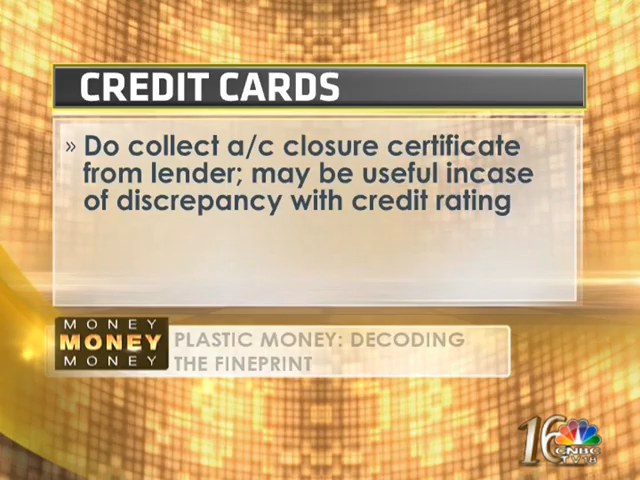 CREDIT CARDS
» Do collect a/c closure certificate
from lender; may be useful incase
of discrepancy with credit rating
MONEY
MONEY
MONEY
PLASTIC MONEY: DECODING
THE FINEPRINT
16
CNBC
TV18